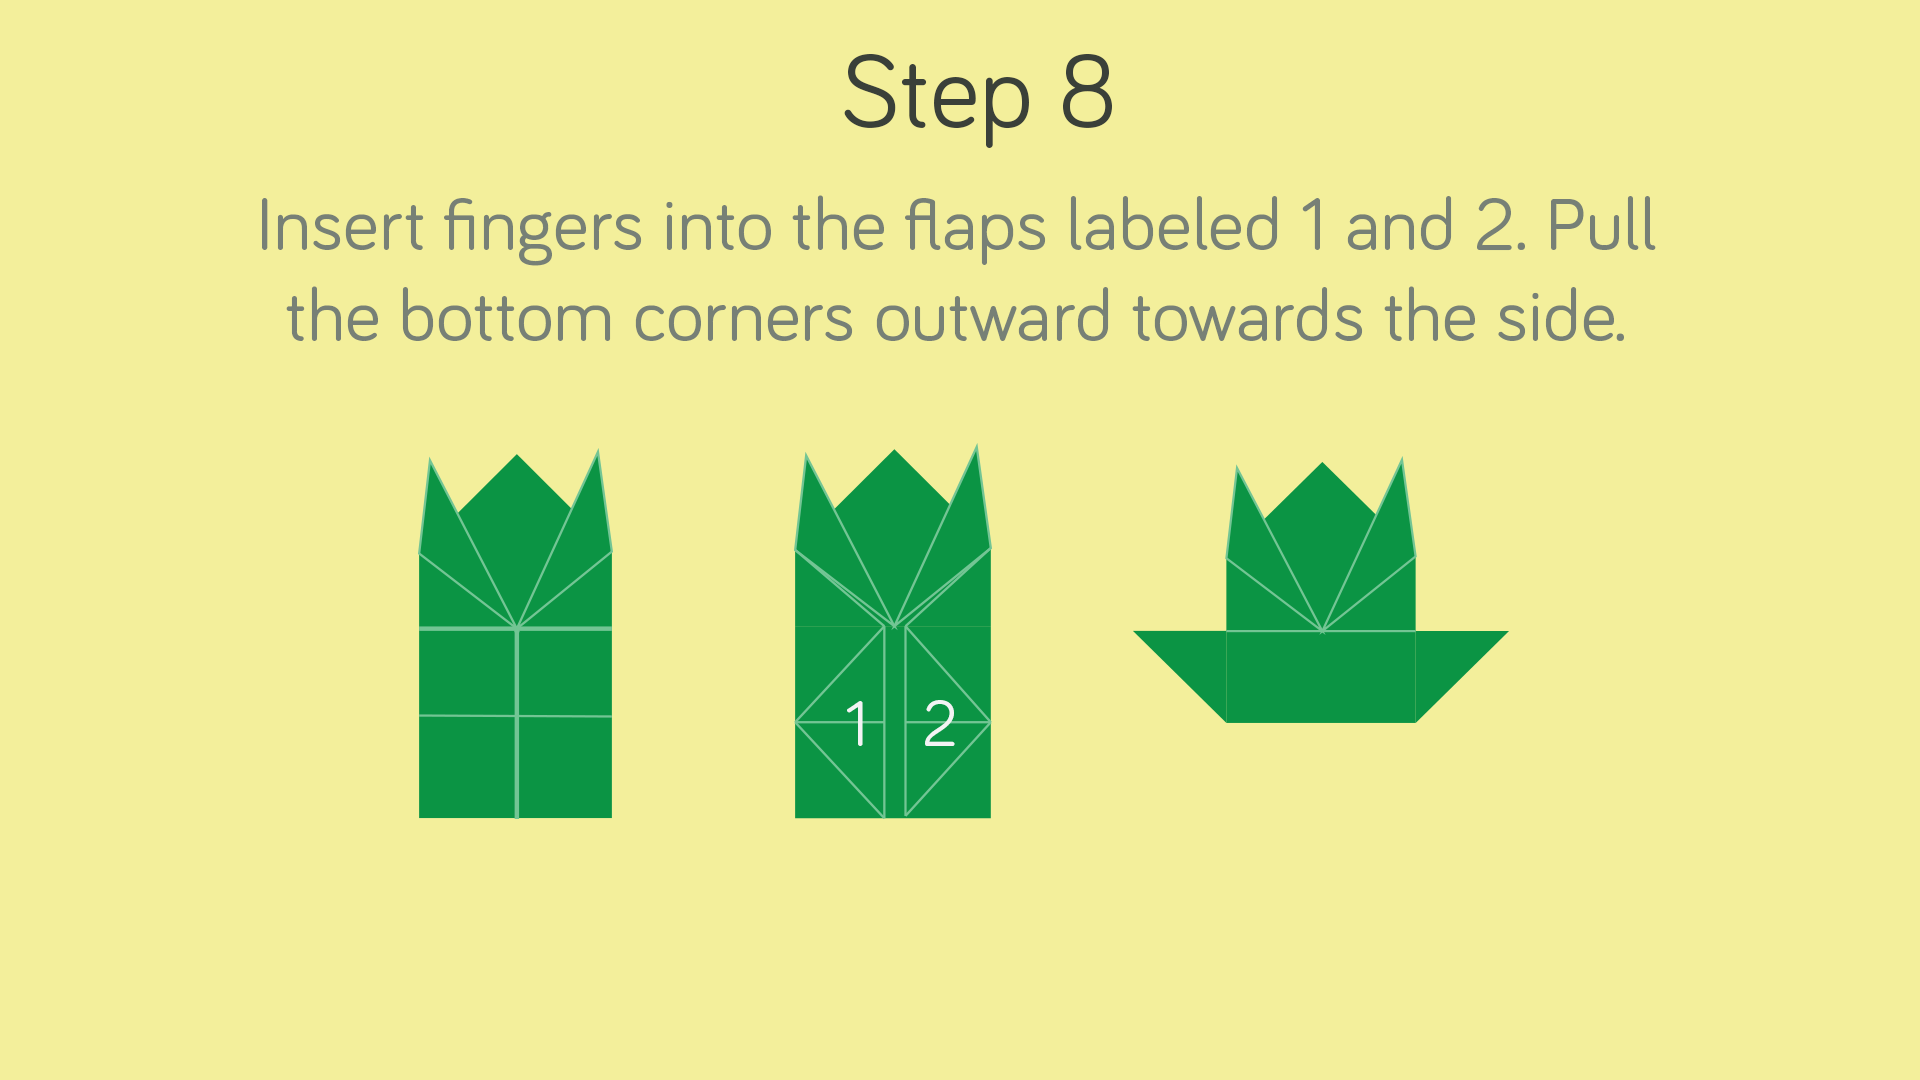 Step 8
Insert fingers into the flaps labeled 1 and 2. Pull
the bottom corners outward towards the side.
1 2